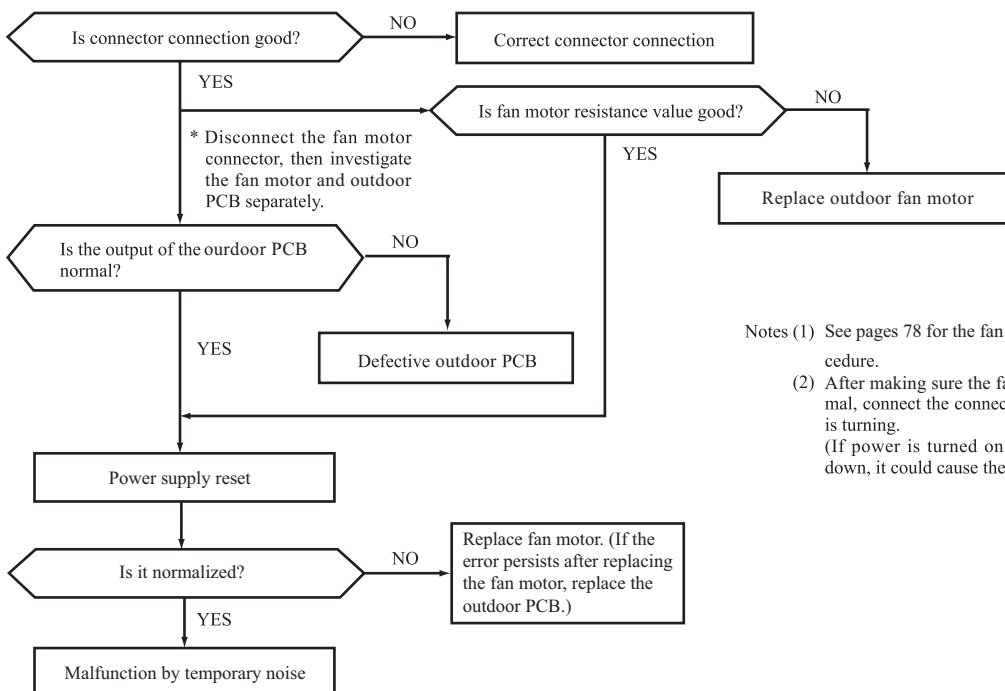 Is connector connection good?
NO
Correct connector connection
YES
Is fan motor resistance value good?
NO
YES
* Disconnect the fan motor
connector, then investigate
the fan motor and outdoor
PCB separately.
Replace outdoor fan motor
Is the output of the ourdoor PCB
normal?
NO
YES
Defective outdoor PCB
Notes (1) See pages 78 for the fan
cedure.
(2) After making sure the
mal, connect the
is turning.
(If power is turned on
down, it could cause the
Power supply reset
Is it normalized?
NO
Replace fan motor. (If the
error persists after replacing
the fan motor, replace the
outdoor PCB.)
YES
Malfunction by temporary noise